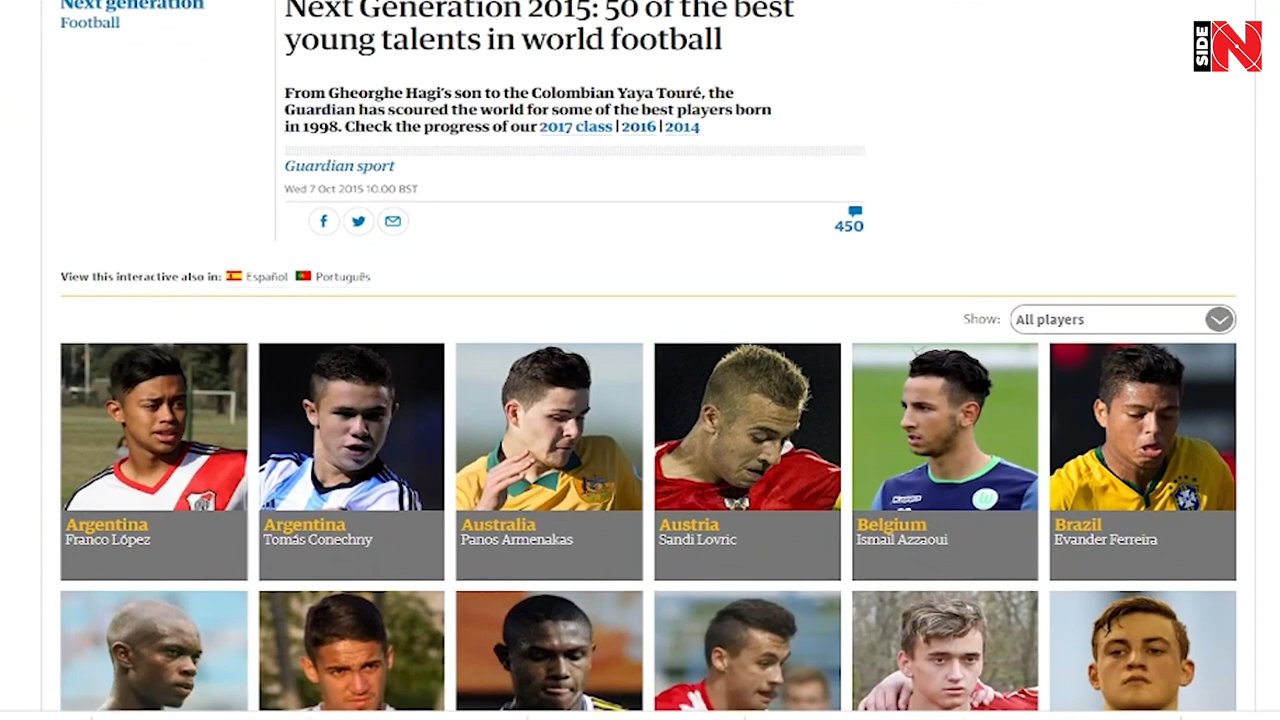 Next generation
Football
Next Generation 2015: 50 of the best
young talents in world football
From Gheorghe Hagi's son to the Colombian Yaya Touré, the
Guardian has scoured the world for some of the best players born
in 1998. Check the progress of our 2017 class | 2016 | 2014
Guardian sport
Wed 7 Oct 2015 10.00 BST
450
View this interactive also in: Español Português
Show: All players
Argentina
Franco López
Argentina
Tomás Conechny
Australia
Panos Armenakas
Austria
Sandi Lovric
Belgium
Ismail Azzaoui
Brazil
Evander Ferreira
SIDE
N